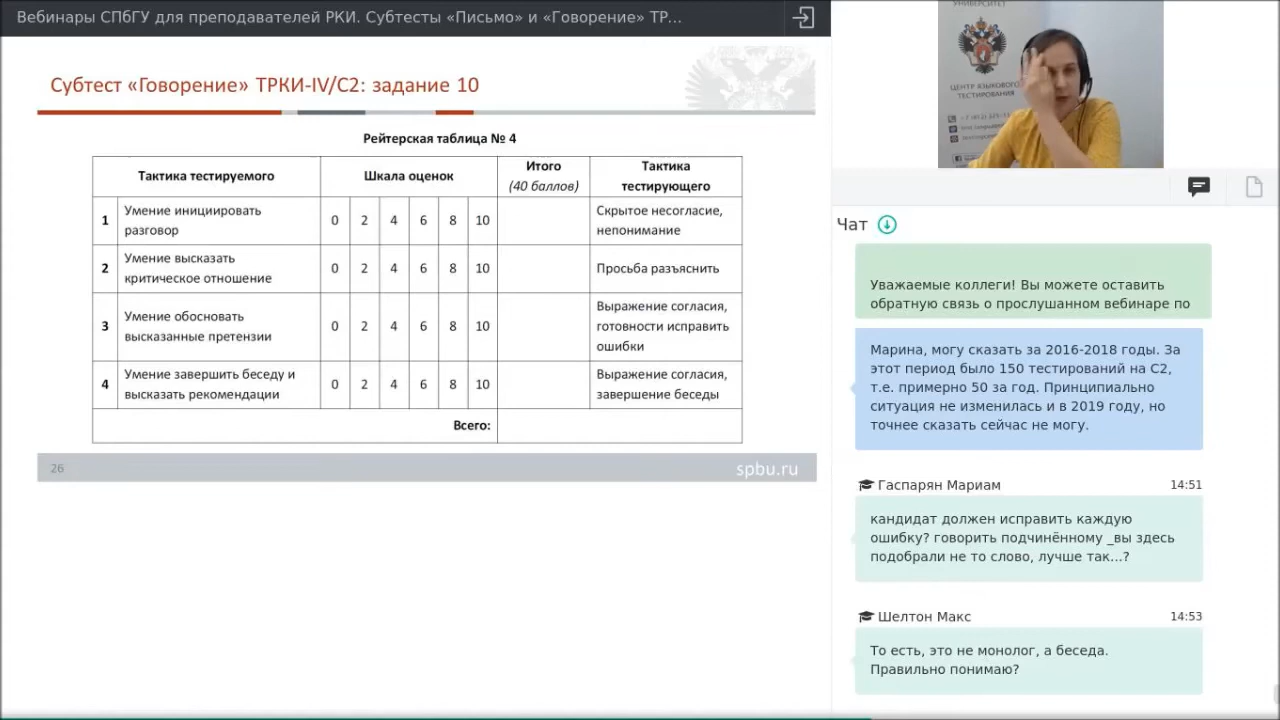 Вебинары СПбГУ для преподавателей РКИ. Субтесты «Письмо» и «Говорение» ТР...
Субтест «Говорение» ТРКИ-IV/C2: задание 10
Рейтерская таблица № 4
Тактика тестируемого
Шкала оценок
Итого
(40 баллов)
Тактика
тестирующего
1
Умение инициировать
разговор
0 2 4 6 8 10
Скрытое несогласие,
непонимание
2
Умение высказать
критическое отношение
0 2 4 6 8 10
Просьба разъяснить
3
Умение обосновать
высказанные претензии
0 2 4 6 8 10
Выражение согласия,
готовности исправить
ошибки
4
Умение завершить беседу и
высказать рекомендации
0 2 4 6 8 10
Выражение согласия,
завершение беседы
Всего:
26
spbu.ru
УНИВЕРСИТЕТ
ЦЕНТР ЯЗЫКОВОГО
ТЕСТИРОВАНИЯ
Чат
Уважаемые коллеги! Вы можете оставить
обратную связь о прослушанном вебинаре по
Марина, могу сказать за 2016-2018 годы. За
этот период было 150 тестирований на С2,
т.е. примерно 50 за год. Принципиально
ситуация не изменилась и в 2019 году, но
точнее сказать сейчас не могу.
Гаспарян Мариам 14:51
кандидат должен исправить каждую
ошибку? говорить подчинённому _вы здесь
подобрали не то слово, лучше так...?
Шелтон Макс 14:53
То есть, это не монолог, а беседа.
Правильно понимаю?